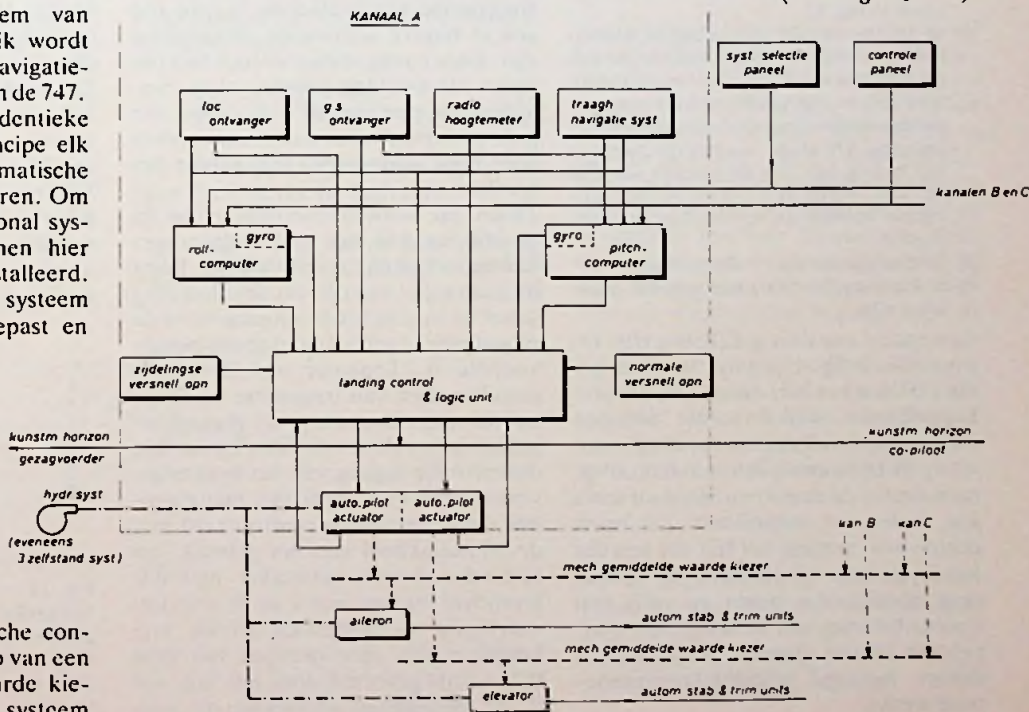 em van
ik wordt
avigatie-
n de 747.
dentieke
ncipe elk
matische
ren. Om
onal sys-
nen hier
stalleerd.
systeem
epast en
che con-
van een
arde kie-
systeem
KANAAL A
syst selectie
paneel
controle
paneel
loc
ontvanger
g s
ontvanger
radio
hoogtemeter
traagh
navigatie syst
kanalen B en C
gyro
roll-
computer
gyro
pitch-
computer
zijdelingse
versnell opn
landing control
& logic unit
normale
versnell opn
kunstm horizon
gezagvoerder
kunstm horizon
co-piloot
hydr syst
(eveneens
3 zelfstand syst)
auto.pilot
actuator
auto.pilot
actuator
kan B
kan C
mech gemiddelde waarde kiezer
aileron
autom stab & trim units
mech gemiddelde waarde kiezer
elevator
autom stab & trim units